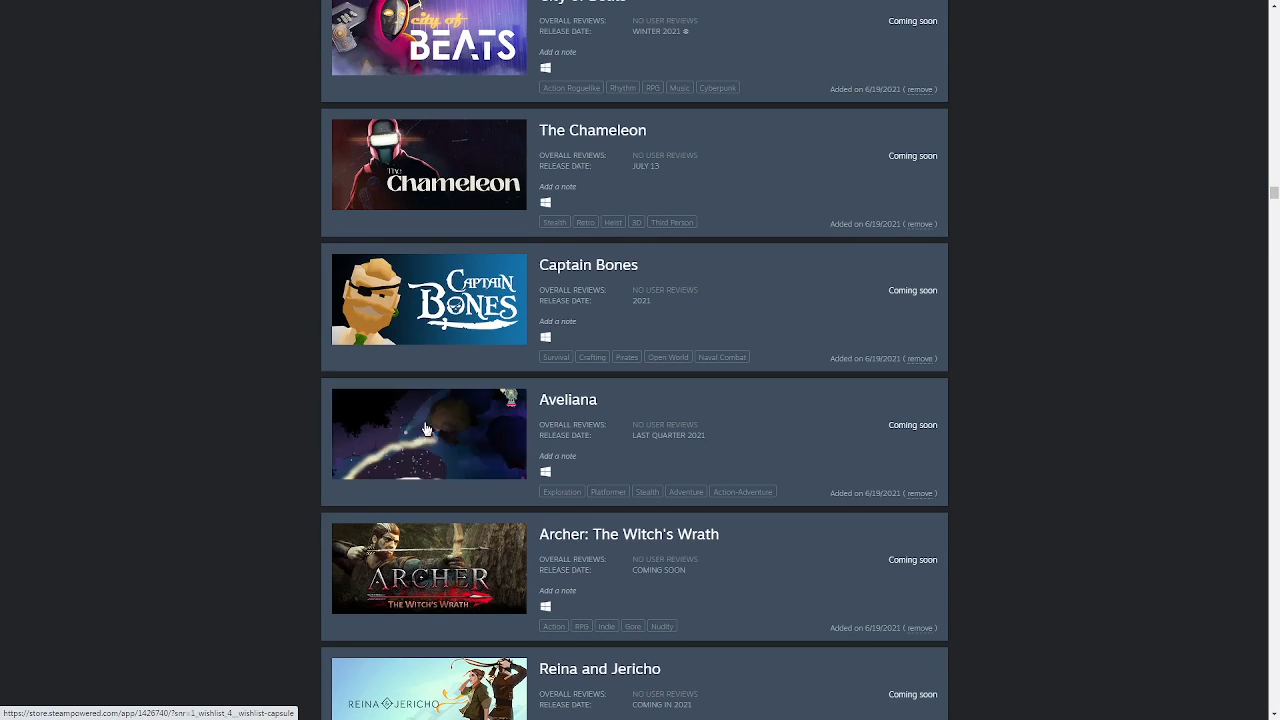 City of Beats
city of
BEATS
OVERALL REVIEWS: NO USER REVIEWS
Coming soon
RELEASE DATE: WINTER 2021
Add a note
Action Roguelike Rhythm RPG Music Cyberpunk
Added on 6/19/2021 ( remove )
The Chameleon
The
Chameleon
OVERALL REVIEWS: NO USER REVIEWS
Coming soon
RELEASE DATE: JULY 13
Add a note
Stealth Retro Heist 3D Third Person
Added on 6/19/2021 ( remove )
Captain Bones
CAPTAIN
BONES
OVERALL REVIEWS: NO USER REVIEWS
Coming soon
RELEASE DATE: 2021
Add a note
Survival Crafting Pirates Open World Naval Combat
Added on 6/19/2021 ( remove )
Aveliana
OVERALL REVIEWS: NO USER REVIEWS
Coming soon
RELEASE DATE: LAST QUARTER 2021
Add a note
Exploration Platformer Stealth Adventure Action-Adventure
Added on 6/19/2021 ( remove )
Archer: The Witch's Wrath
ARCHER
THE WITCH'S WRATH
OVERALL REVIEWS: NO USER REVIEWS
Coming soon
RELEASE DATE: COMING SOON
Add a note
Action RPG Indie Gore Nudity
Added on 6/19/2021 ( remove )
Reina and Jericho
REINA & JERICHO
OVERALL REVIEWS: NO USER REVIEWS
Coming soon
RELEASE DATE: COMING IN 2021
https://store.steampowered.com/app/1426740/?snr=1_wishlist_4__wishlist-capsule